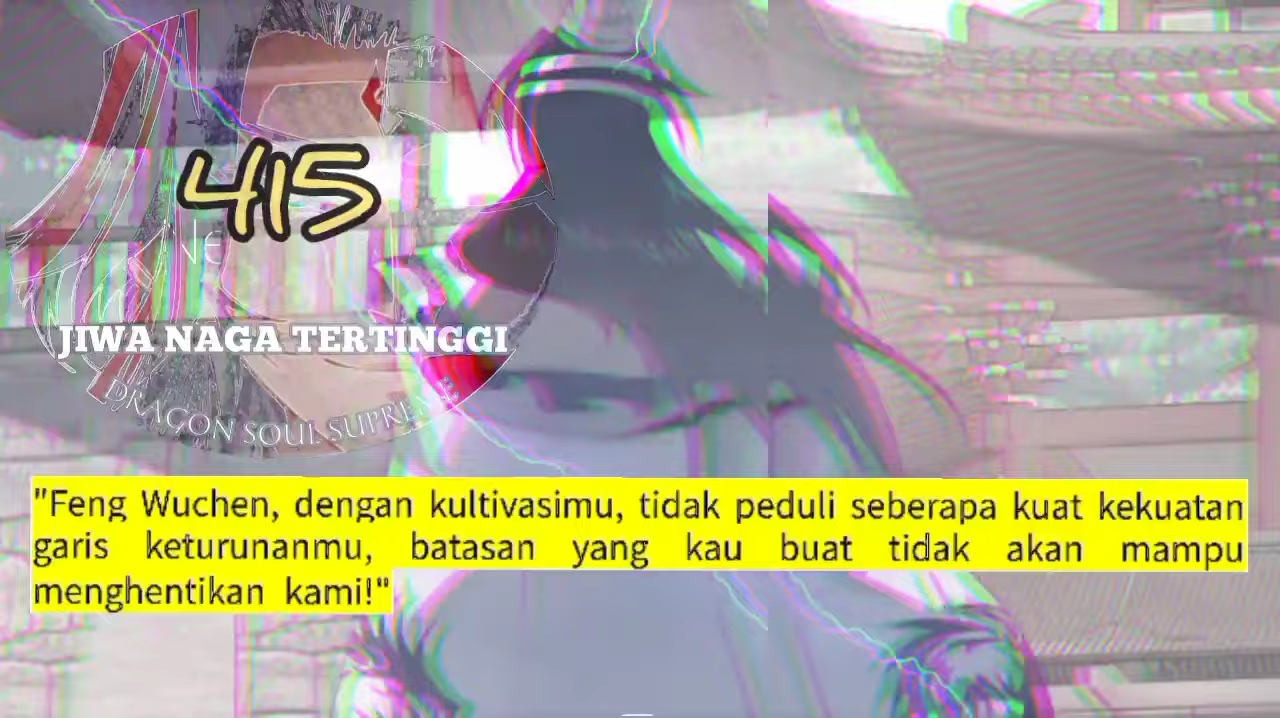 415
JIWA NAGA TERTINGGI
DRAGON SOUL SUPREME
"Feng Wuchen, dengan kultivasimu, tidak peduli seberapa kuat kekuatan
garis keturunanmu, batasan yang kau buat tidak akan mampu
menghentikan kami!"